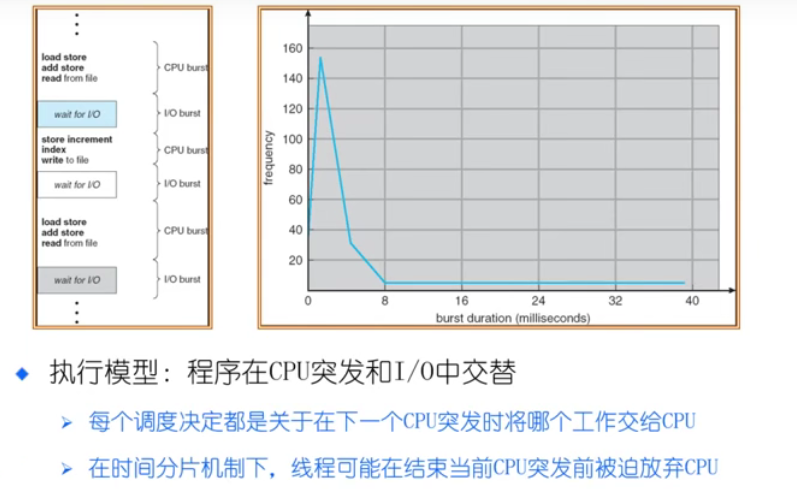 load store
add store
read from file
CPU burst
wait for I/O
I/O burst
store increment
index
write to file
CPU burst
wait for I/O
I/O burst
load store
add store
read from file
CPU burst
wait for I/O
I/O burst
frequency
160
140
120
100
80
60
40
20
0 8 16 24 32 40
burst duration (milliseconds)
执行模型：程序在CPU突发和I/O中交替
每个调度决定都是关于在下一个CPU突发时将哪个工作交给CPU
在时间分片机制下，线程可能在结束当前CPU突发前被迫放弃CPU